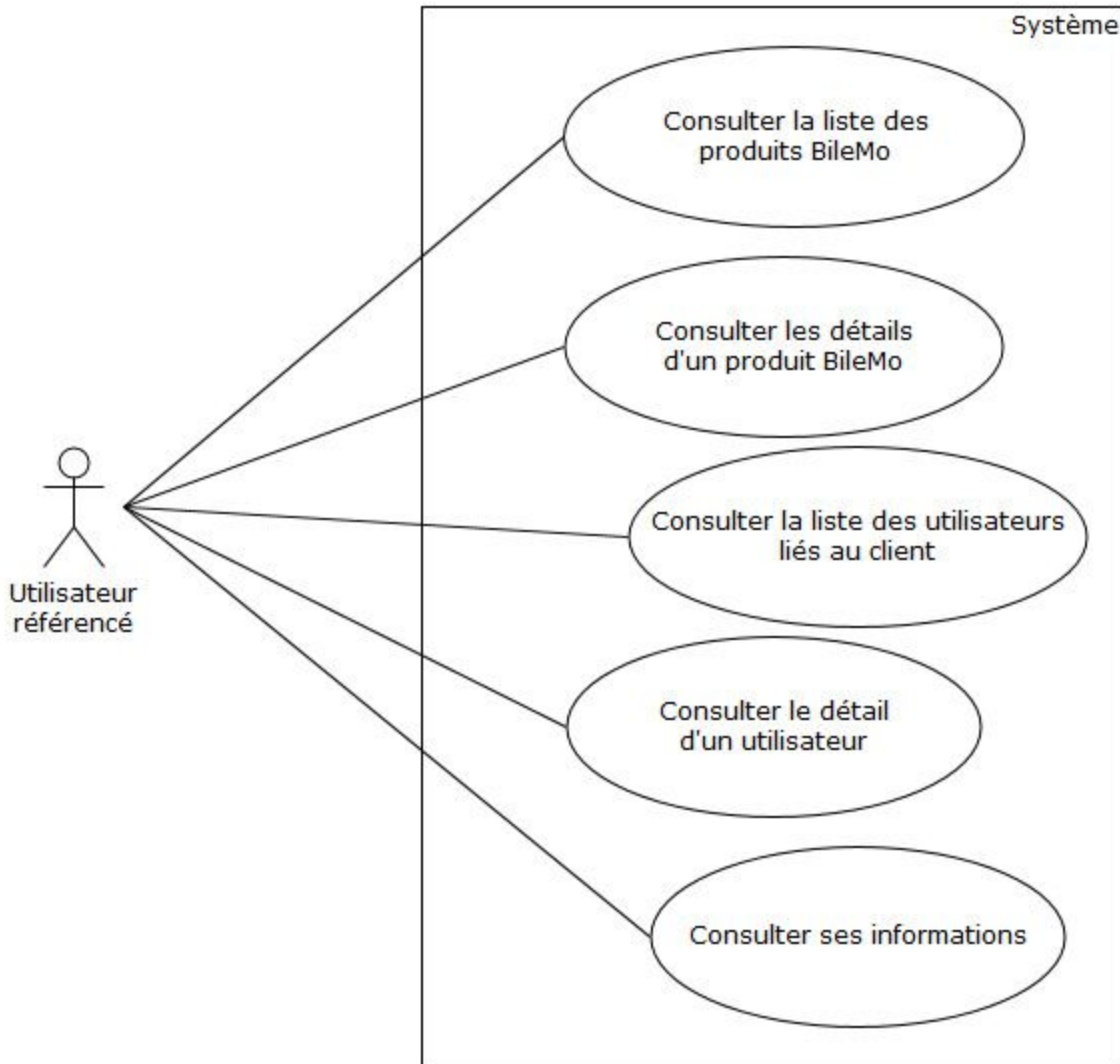 Système
Consulter la liste des
produits BileMo
Consulter les détails
d'un produit BileMo
Consulter la liste des utilisateurs
liés au client
Utilisateur
référencé
Consulter le détail
d'un utilisateur
Consulter ses informations